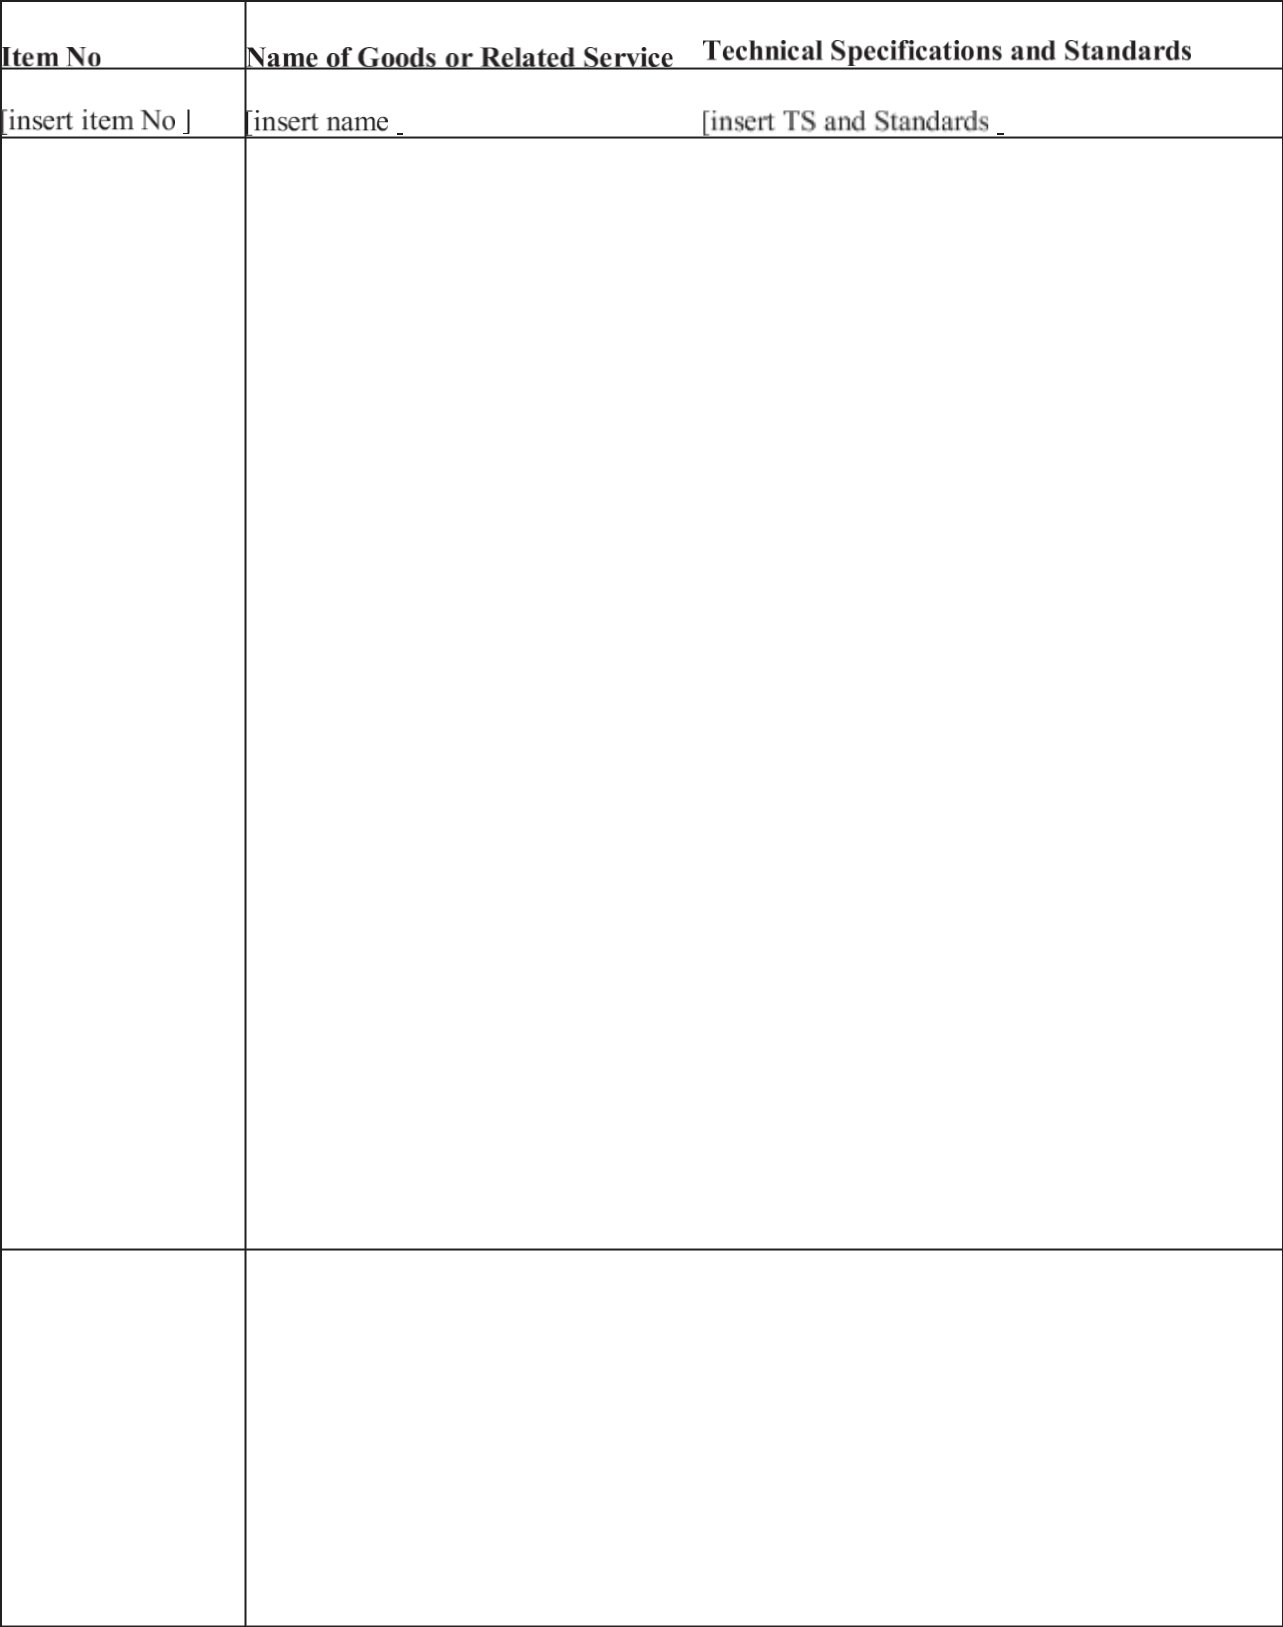 Item No Name of Goods or Related Service Technical Specifications and Standards
[insert item No ] [insert name _ [insert TS and Standards _